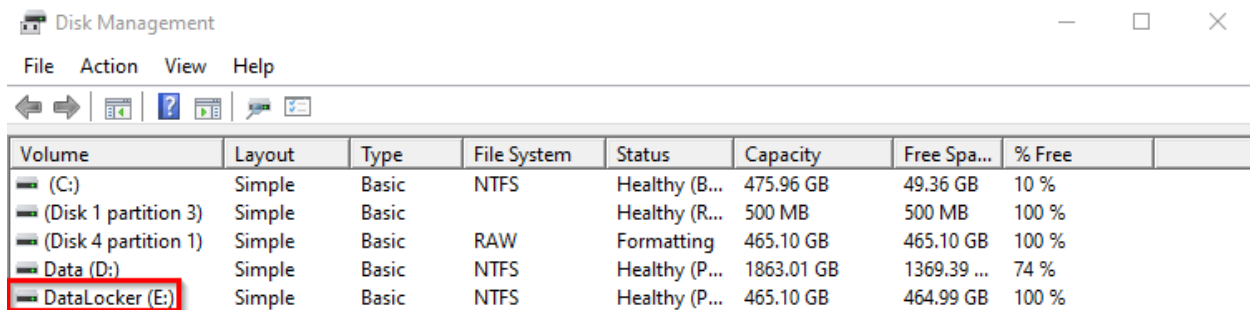 Disk Management
File Action View Help
Volume Layout Type File System Status Capacity Free Spa... % Free
(C:) Simple Basic NTFS Healthy (B... 475.96 GB 49.36 GB 10 %
(Disk 1 partition 3) Simple Basic Healthy (R... 500 MB 500 MB 100 %
(Disk 4 partition 1) Simple Basic RAW Formatting 465.10 GB 465.10 GB 100 %
Data (D:) Simple Basic NTFS Healthy (P... 1863.01 GB 1369.39 ... 74 %
DataLocker (E:) Simple Basic NTFS Healthy (P... 465.10 GB 464.99 GB 100 %